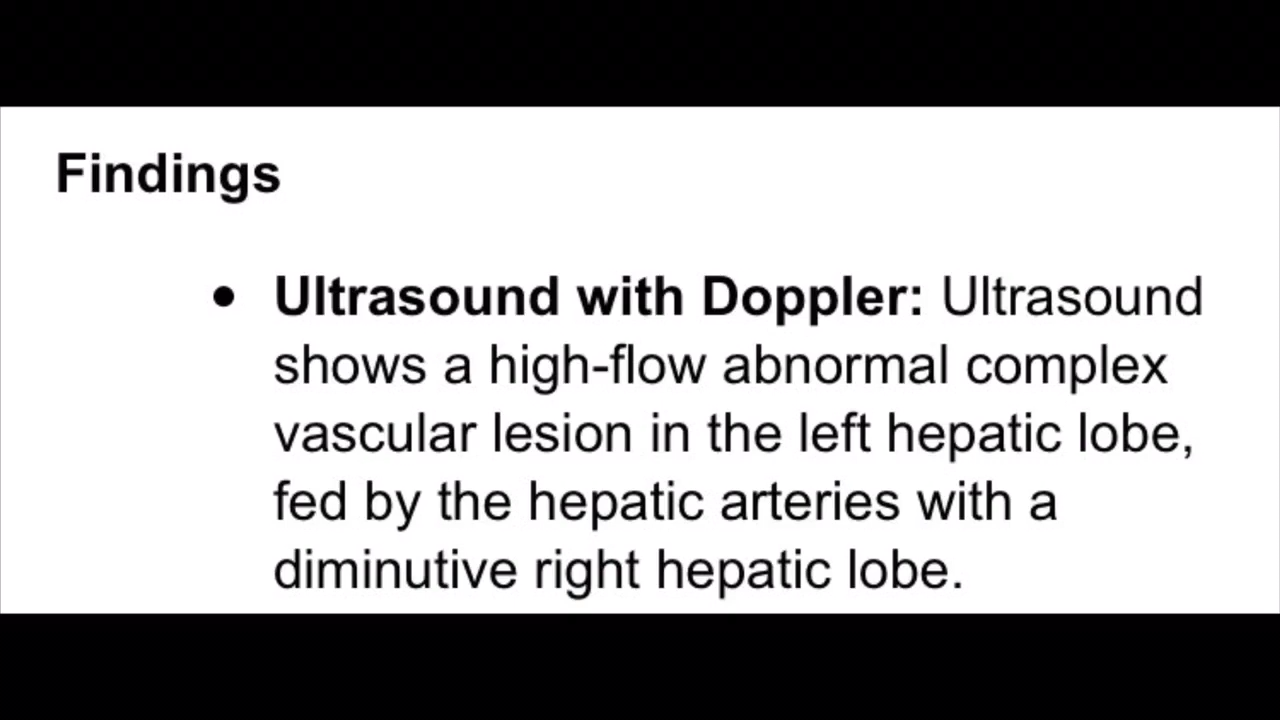 Findings
• Ultrasound with Doppler: Ultrasound
shows a high-flow abnormal complex
vascular lesion in the left hepatic lobe,
fed by the hepatic arteries with a
diminutive right hepatic lobe.